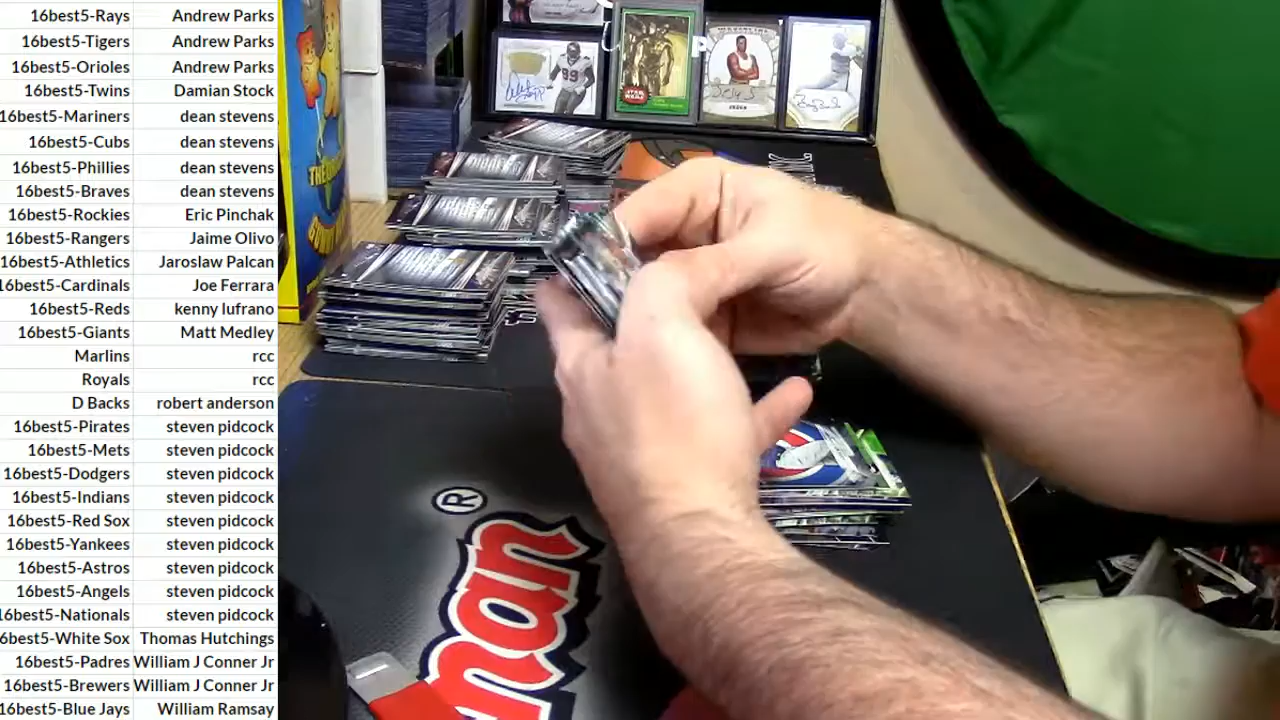 16best5-Rays Andrew Parks
16best5-Tigers Andrew Parks
16best5-Orioles Andrew Parks
16best5-Twins Damian Stock
16best5-Mariners dean stevens
16best5-Cubs dean stevens
16best5-Phillies dean stevens
16best5-Braves dean stevens
16best5-Rockies Eric Pinchak
16best5-Rangers Jaime Olivo
16best5-Athletics Jaroslaw Palcan
16best5-Cardinals Joe Ferrara
16best5-Reds kenny lufrano
16best5-Giants Matt Medley
Marlins rcc
Royals rcc
D Backs robert anderson
16best5-Pirates steven pidcock
16best5-Mets steven pidcock
16best5-Dodgers steven pidcock
16best5-Indians steven pidcock
16best5-Red Sox steven pidcock
16best5-Yankees steven pidcock
16best5-Astros steven pidcock
16best5-Angels steven pidcock
16best5-Nationals steven pidcock
6best5-White Sox Thomas Hutchings
16best5-Padres William J Conner Jr
16best5-Brewers William J Conner Jr
16best5-Blue Jays William Ramsay
STAR WARS
man ®